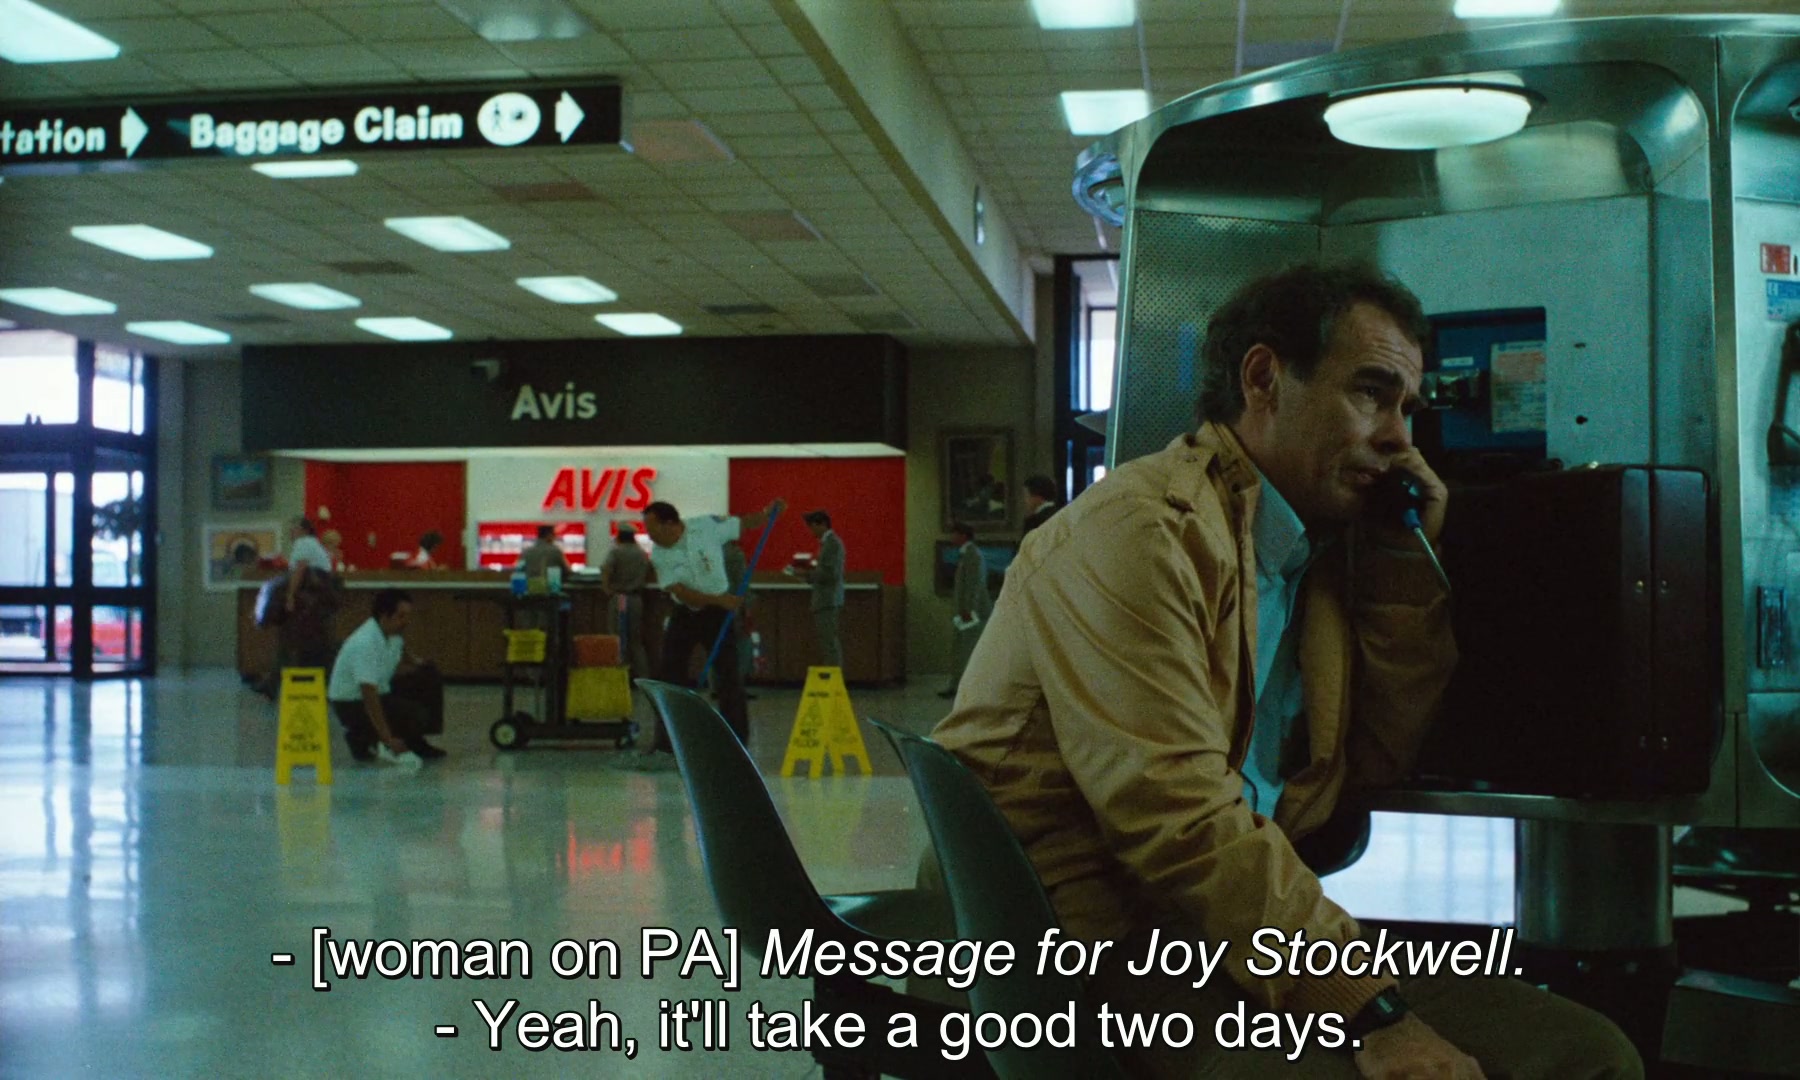 tation
Baggage Claim
Avis
AVIS
- [woman on PA] Message for Joy Stockwell.
- Yeah, it'll take a good two days.